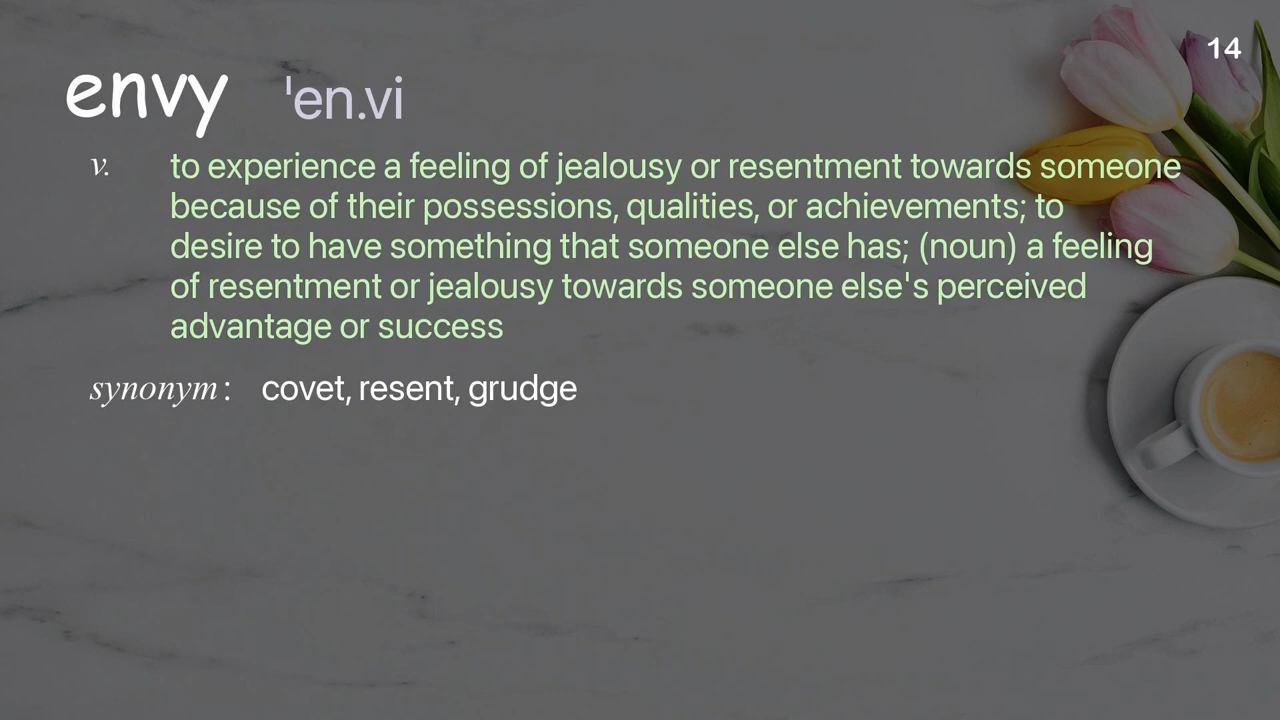 14
envy 'en.vi
v. to experience a feeling of jealousy or resentment towards someone
because of their possessions, qualities, or achievements; to
desire to have something that someone else has; (noun) a feeling
of resentment or jealousy towards someone else's perceived
advantage or success
synonym: covet, resent, grudge